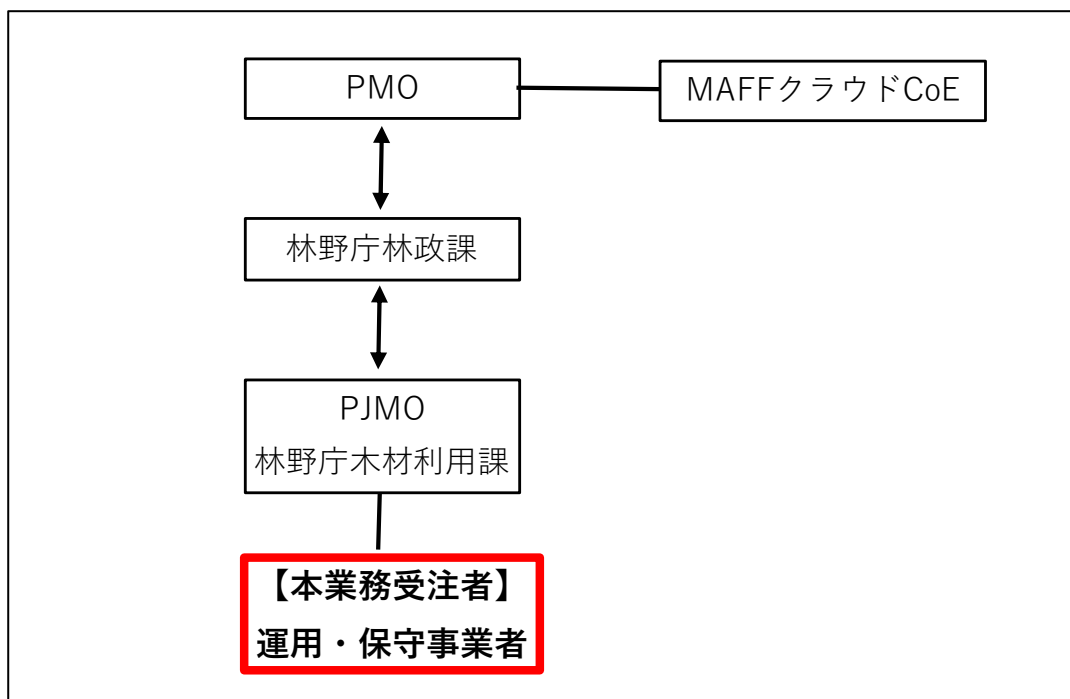 PMO
MAFFクラウドCoE
林野庁林政課
PJMO
林野庁木材利用課
【本業務受注者】
運用・保守事業者